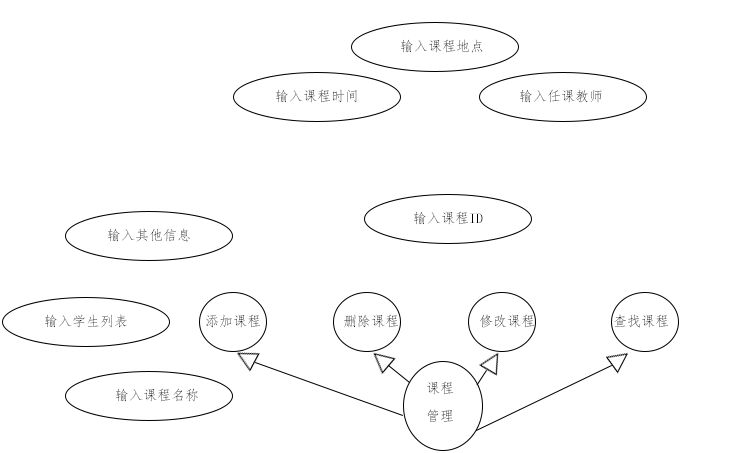 输入课程地点
输入课程时间
输入任课教师
输入课程ID
输入其他信息
输入学生列表
添加课程
删除课程
修改课程
查找课程
输入课程名称
课程
管理